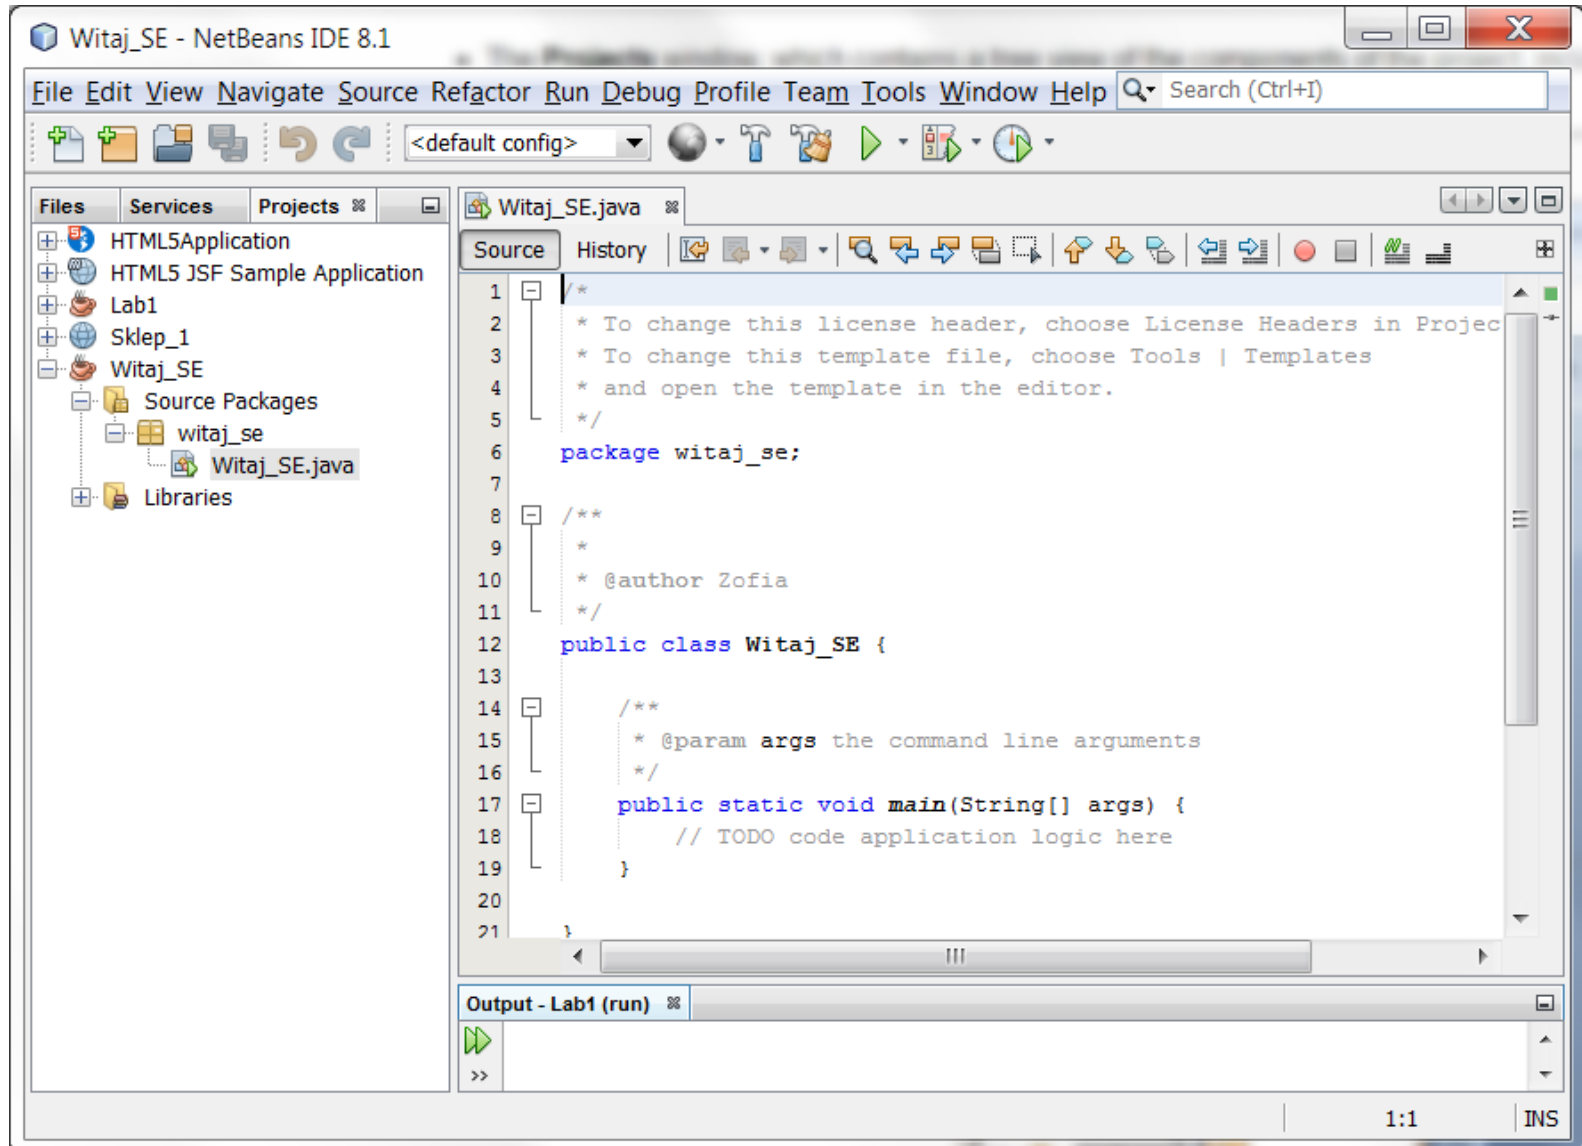 Witaj_SE - NetBeans IDE 8.1
File Edit View Navigate Source Refactor Run Debug Profile Team Tools Window Help Search (Ctrl+I)
<default config>
Files Services Projects
HTML5Application
HTML5 JSF Sample Application
Lab1
Sklep_1
Witaj_SE
Source Packages
witaj_se
Witaj_SE.java
Libraries
Witaj_SE.java
Source History
1 /*
2 * To change this license header, choose License Headers in Projec
3 * To change this template file, choose Tools | Templates
4 * and open the template in the editor.
5 */
6 package witaj_se;
7
8 /**
9 *
10 * @author Zofia
11 */
12 public class Witaj_SE {
13
14 /**
15 * @param args the command line arguments
16 */
17 public static void main(String[] args) {
18 // TODO code application logic here
19 }
20
21 }
Output - Lab1 (run)
1:1 INS